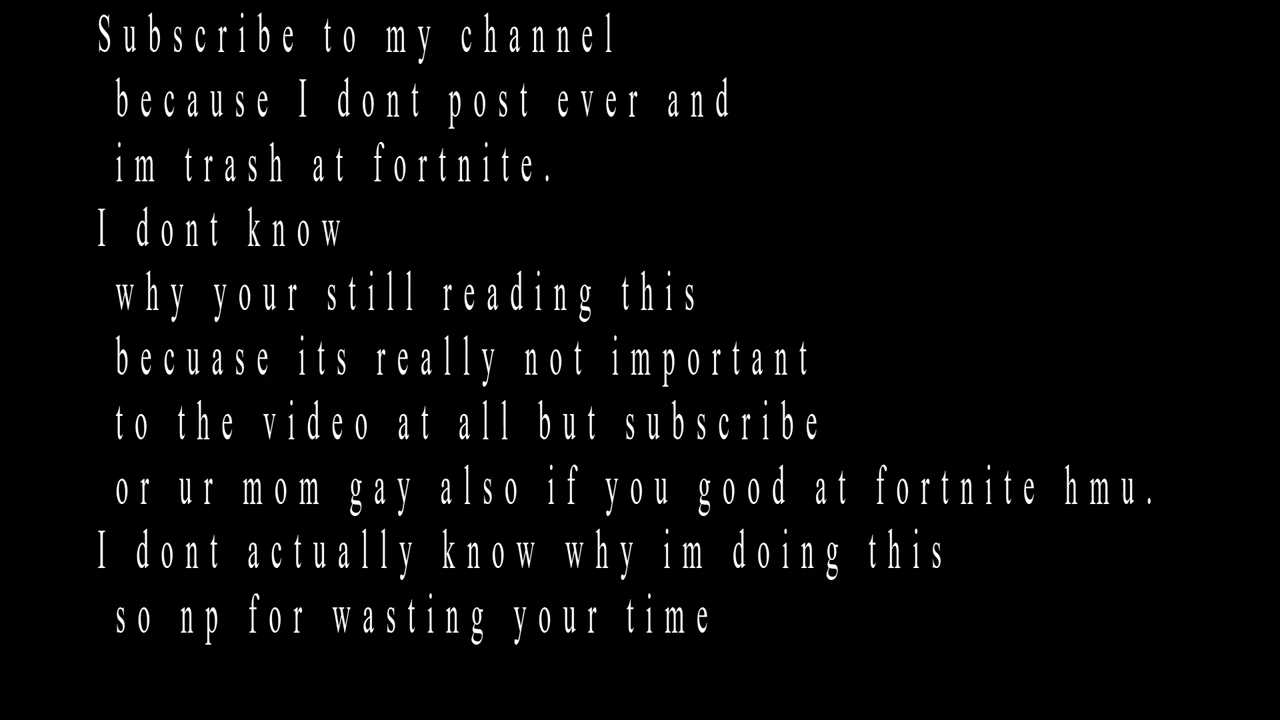 Subscribe to my channel
because I dont post ever and
im trash at fortnite.
I dont know
why your still reading this
becuase its really not important
to the video at all but subscribe
or ur mom gay also if you good at fortnite hmu.
I dont actually know why im doing this
so np for wasting your time